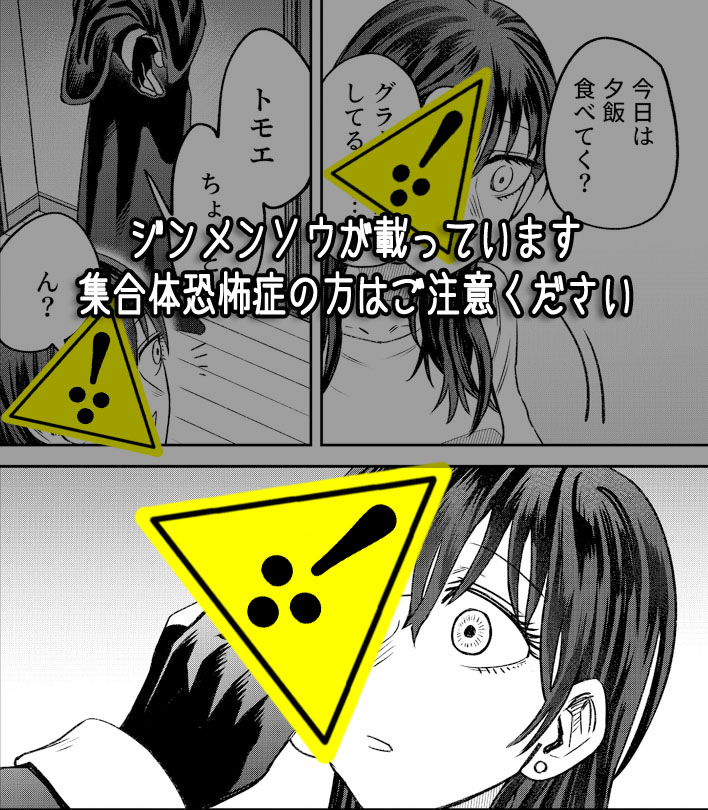 今日は
夕飯
食べてく？
グラ
してる
トモエ
ちょ
ん？
ジンメンソウが載っています
集合体恐怖症の方はご注意ください